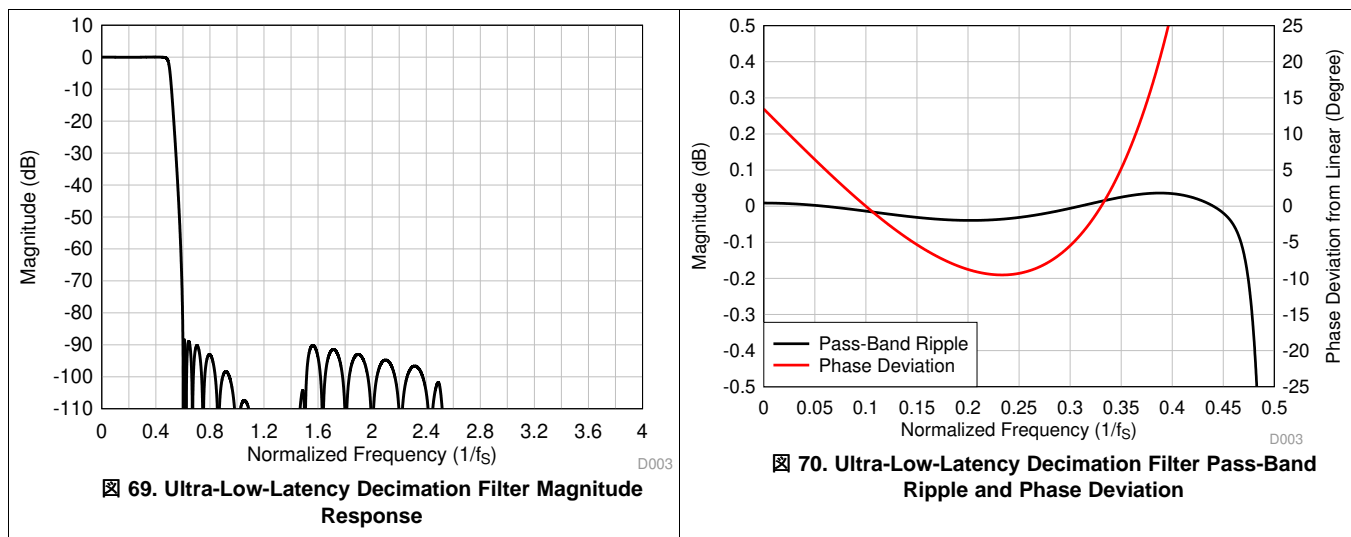 10
0
-10
-20
-30
-40
-50
-60
-70
-80
-90
-100
-110
Magnitude (dB)
0 0.4 0.8 1.2 1.6 2 2.4 2.8 3.2 3.6 4
Normalized Frequency (1/fS)
D003
図 69. Ultra-Low-Latency Decimation Filter Magnitude
Response
0.5
0.4
0.3
0.2
0.1
0
-0.1
-0.2
-0.3
-0.4
-0.5
Magnitude (dB)
Pass-Band Ripple
Phase Deviation
25
20
15
10
5
0
-5
-10
-15
-20
-25
Phase Deviation from Linear (Degree)
0 0.05 0.1 0.15 0.2 0.25 0.3 0.35 0.4 0.45 0.5
Normalized Frequency (1/fS)
D003
図 70. Ultra-Low-Latency Decimation Filter Pass-Band
Ripple and Phase Deviation